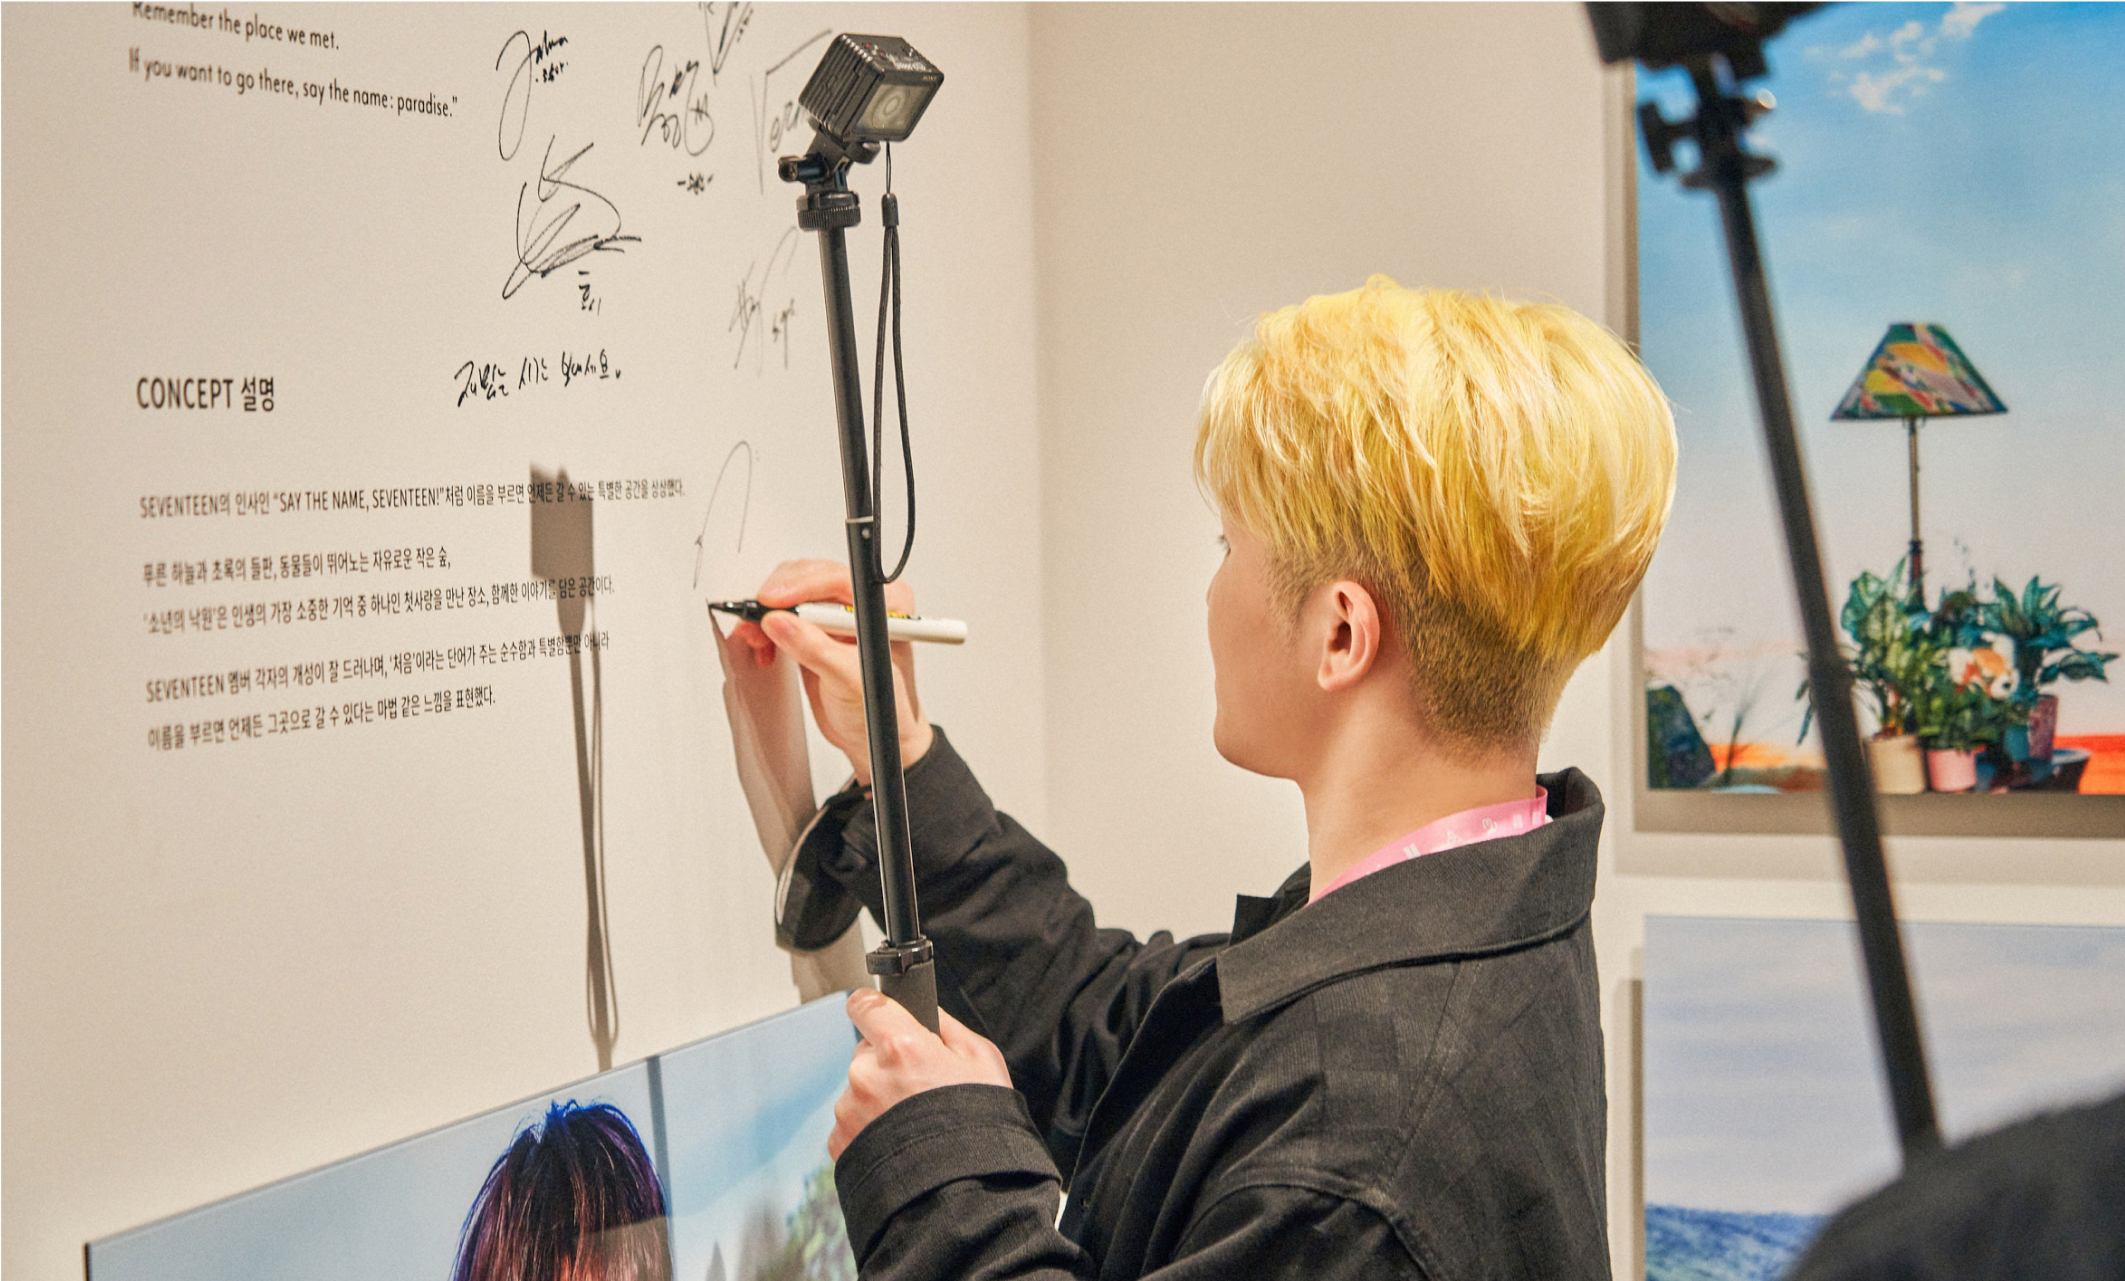 Remember the place we met.
If you want to go there, say the name: paradise."
Joshua
호시
재밌는 시간 보내세요.
CONCEPT 설명
SEVENTEEN의 인사인 “SAY THE NAME, SEVENTEEN!”처럼 이름을 부르면 언제든 갈 수 있는 특별한 공간을 상상했다.
푸른 하늘과 초록의 들판, 동물들이 뛰어노는 자유로운 작은 숲,
‘소년의 낙원’은 인생의 가장 소중한 기억 중 하나인 첫사랑을 만난 장소, 함께한 이야기를 담은 공간이다.
SEVENTEEN 멤버 각자의 개성이 잘 드러나며, ‘처음’이라는 단어가 주는 순수함과 특별함뿐만 아니라
이름을 부르면 언제든 그곳으로 갈 수 있다는 마법 같은 느낌을 표현했다.